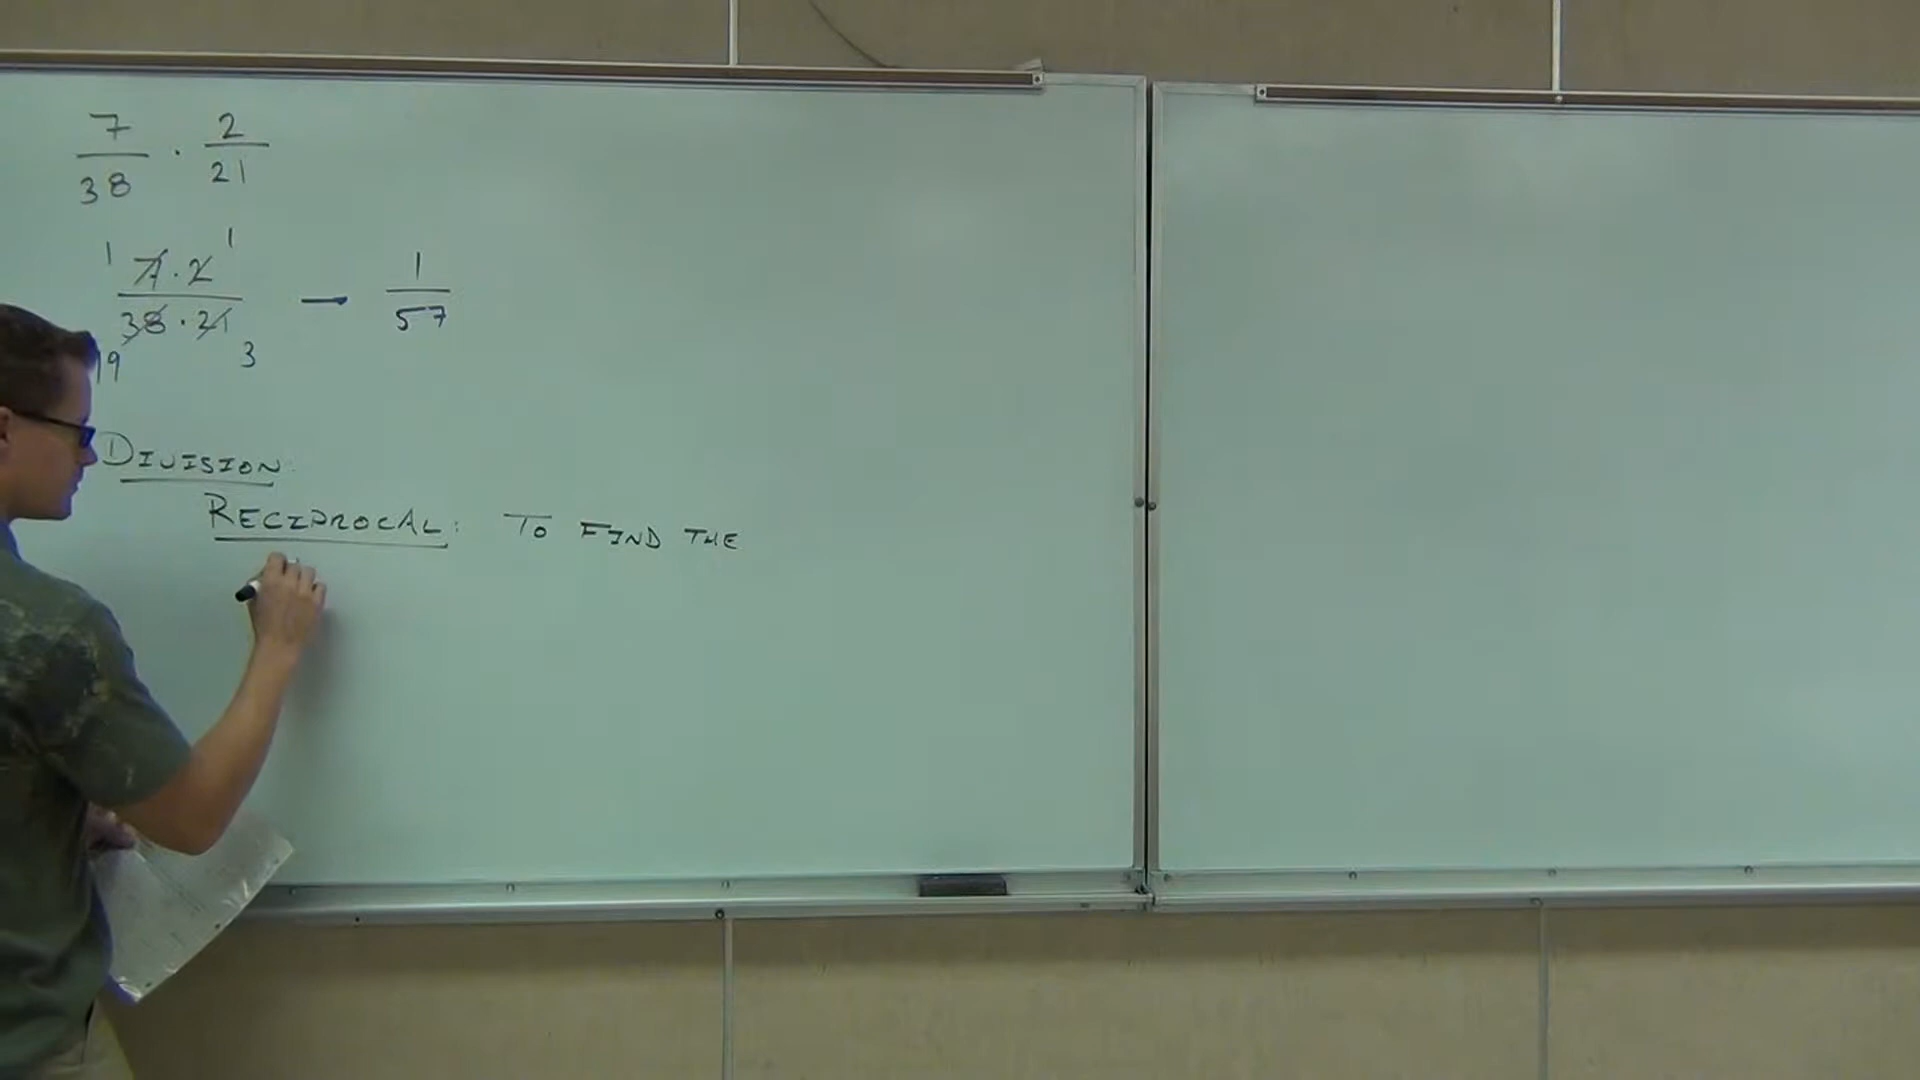 7/38 · 2/21
1 1
7 · 2 / 38 · 21 — 1/57
19 3
DIVISION:
RECIPROCAL: TO FIND THE